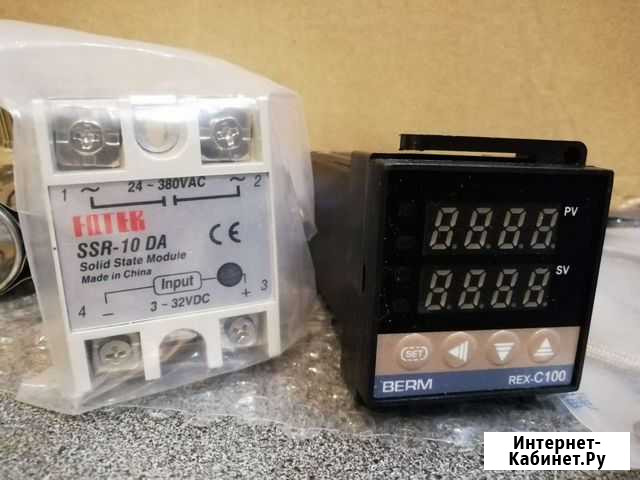 1 ~ 24 ~ 380VAC ~ 2
FOTEK
SSR-10 DA
Solid State Module
Made in China
CE
Input
4 − 3 ~ 32VDC + 3
8.8.8.8 PV
8.8.8.8 SV
SET
BERM REX-C100
Интернет-
Кабинет.Ру